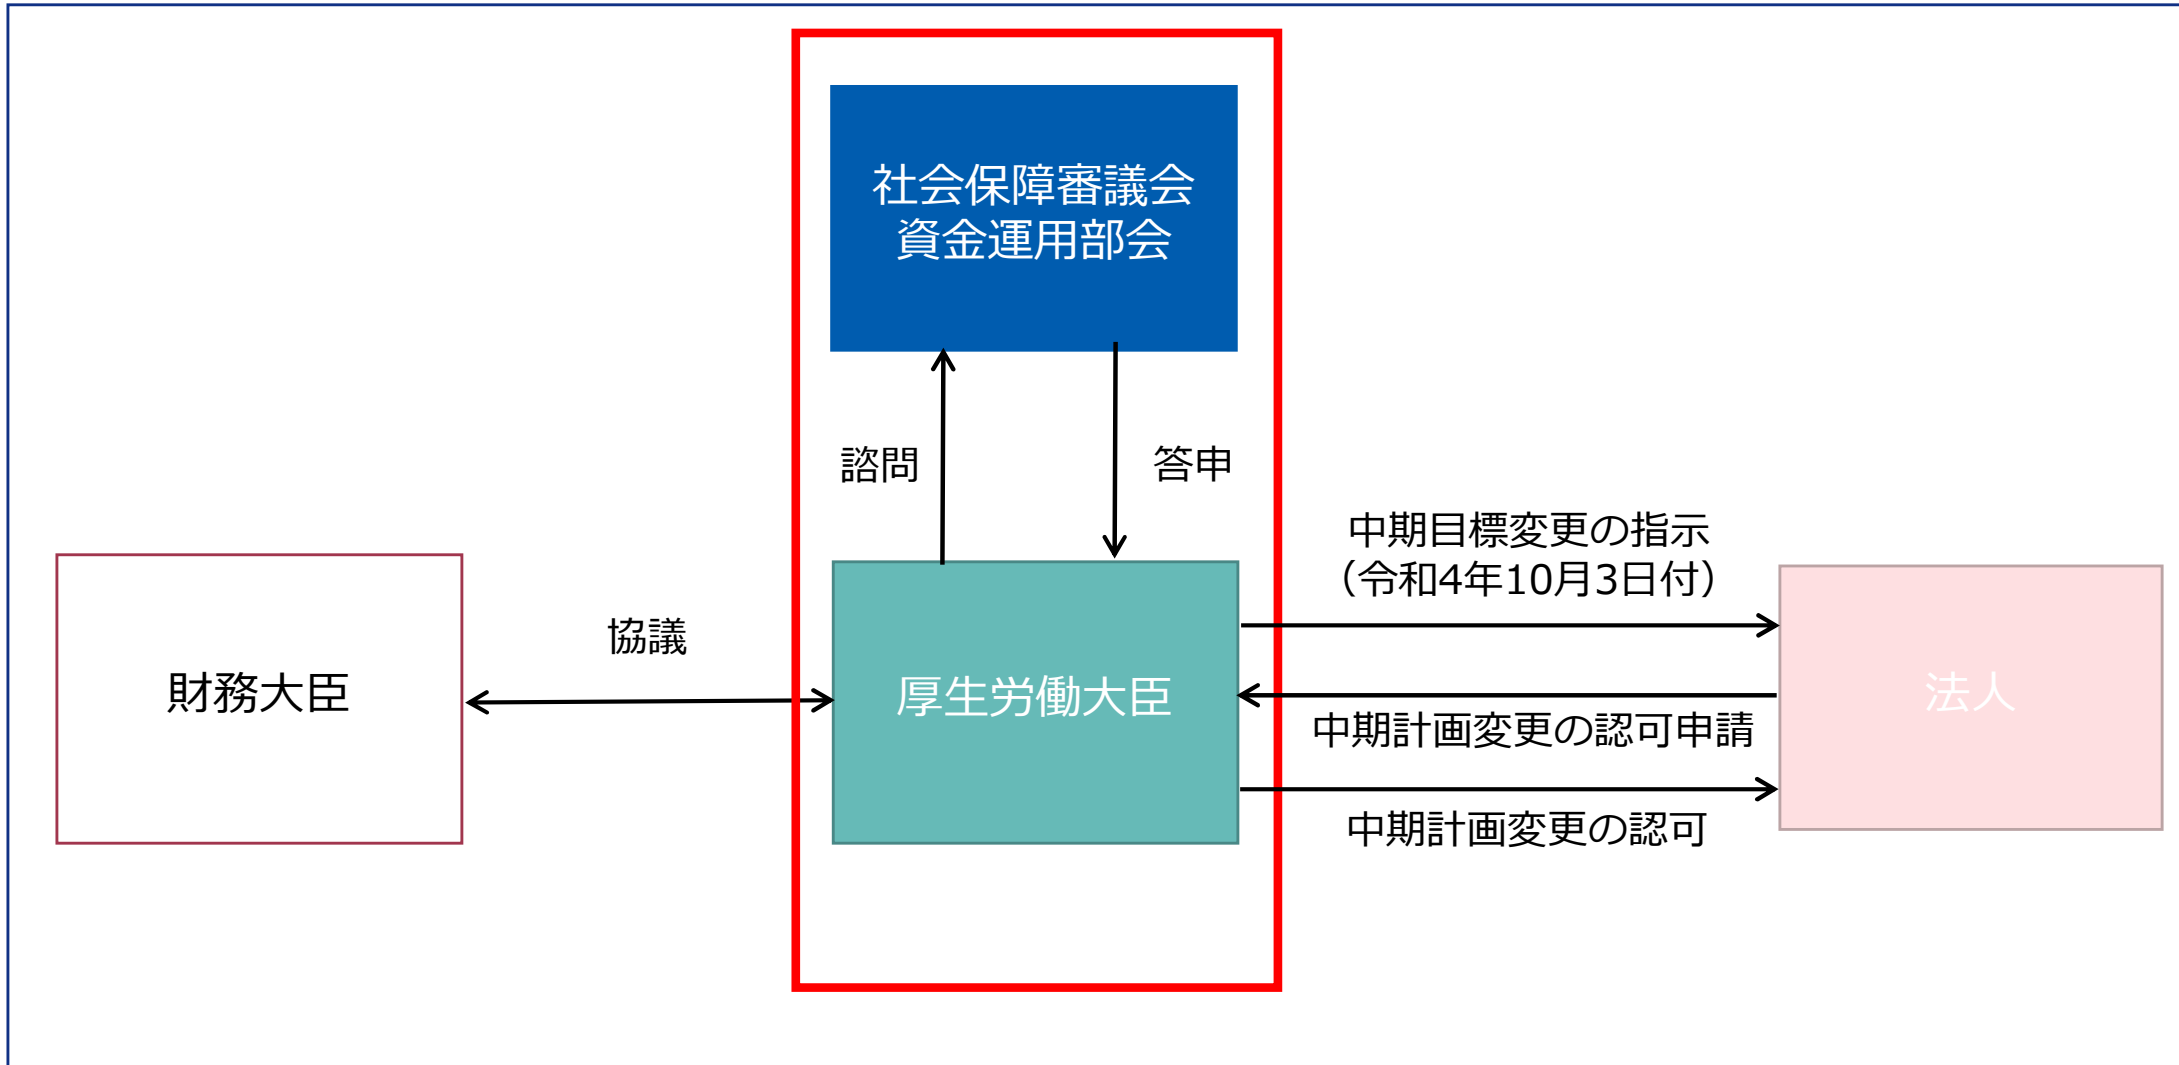 社会保障審議会
資金運用部会
諮問
答申
中期目標変更の指示
（令和4年10月3日付）
協議
財務大臣
厚生労働大臣
法人
中期計画変更の認可申請
中期計画変更の認可